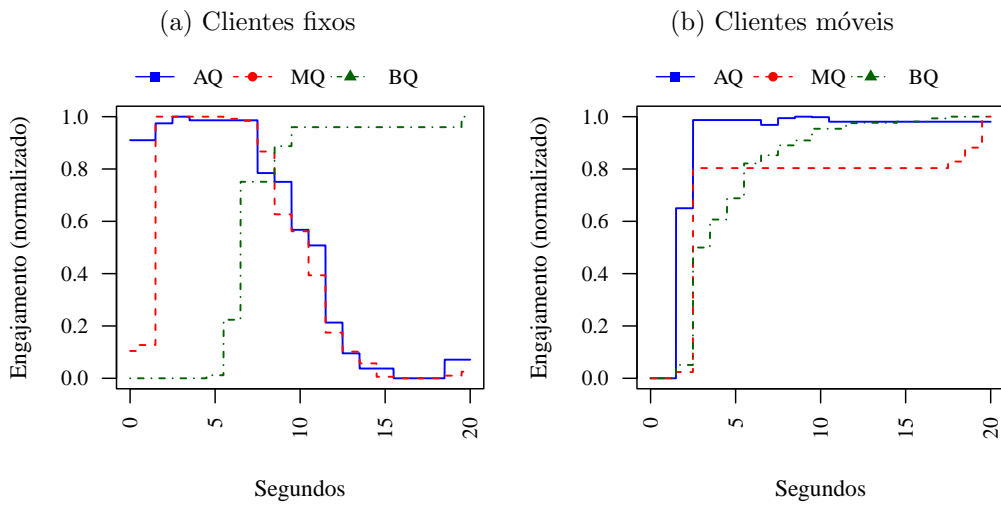 (a) Clientes fixos
AQ MQ BQ
Engajamento (normalizado)
1.0
0.8
0.6
0.4
0.2
0.0
0 5 10 15 20
Segundos
(b) Clientes móveis
AQ MQ BQ
Engajamento (normalizado)
1.0
0.8
0.6
0.4
0.2
0.0
0 5 10 15 20
Segundos